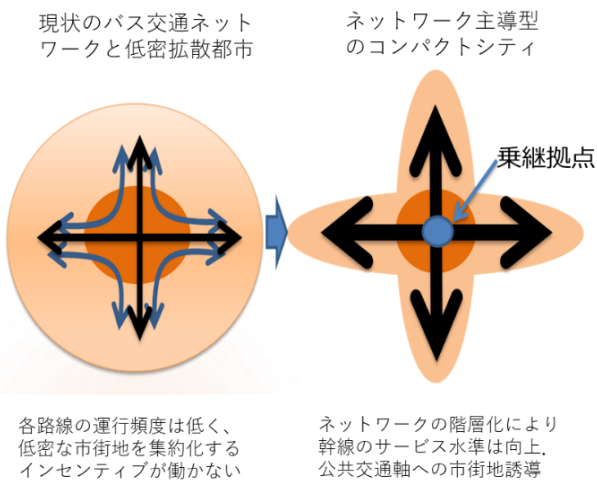 現状のバス交通ネット
ワークと低密拡散都市
ネットワーク主導型
のコンパクトシティ
乗継拠点
各路線の運行頻度は低く、
低密な市街地を集約化する
インセンティブが働かない
ネットワークの階層化により
幹線のサービス水準は向上．
公共交通軸への市街地誘導